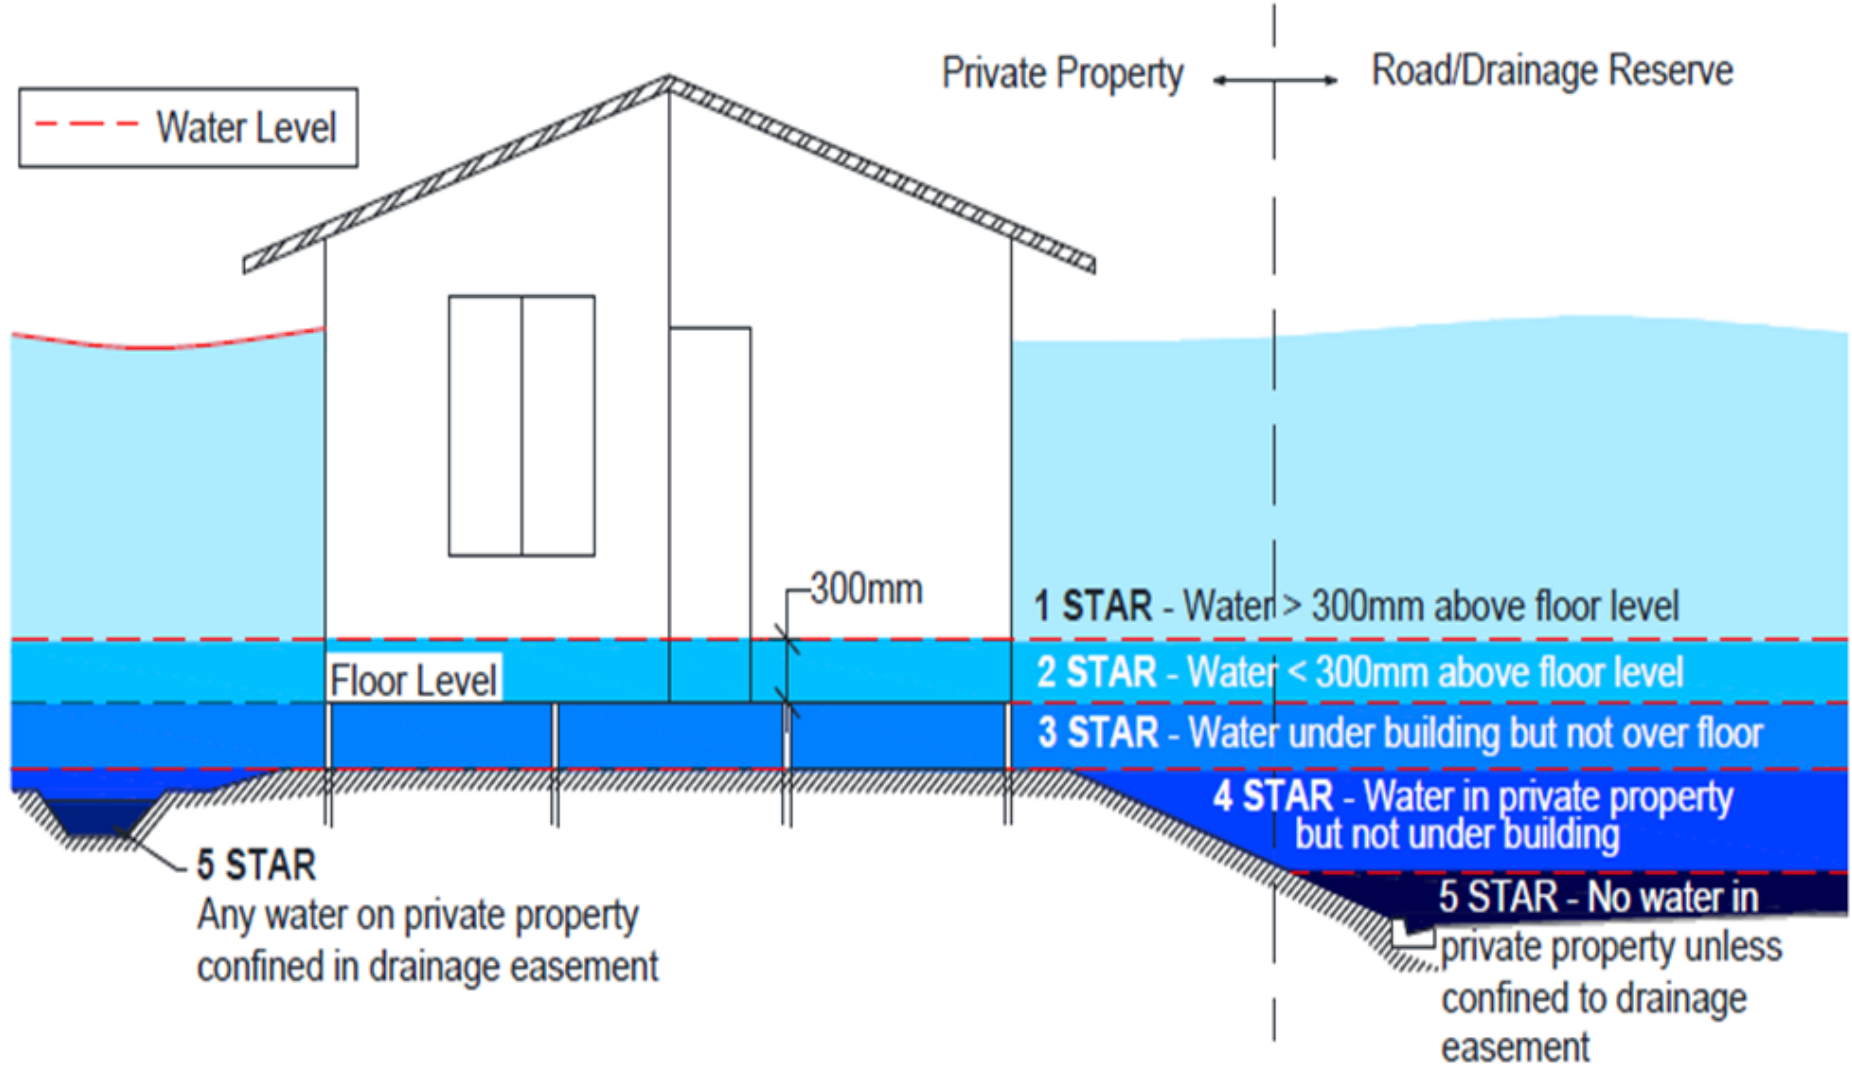 Private Property
Road/Drainage Reserve
Water Level
300mm
1 STAR - Water > 300mm above floor level
Floor Level
2 STAR - Water < 300mm above floor level
3 STAR - Water under building but not over floor
4 STAR - Water in private property
but not under building
5 STAR
Any water on private property
confined in drainage easement
5 STAR - No water in
private property unless
confined to drainage
easement